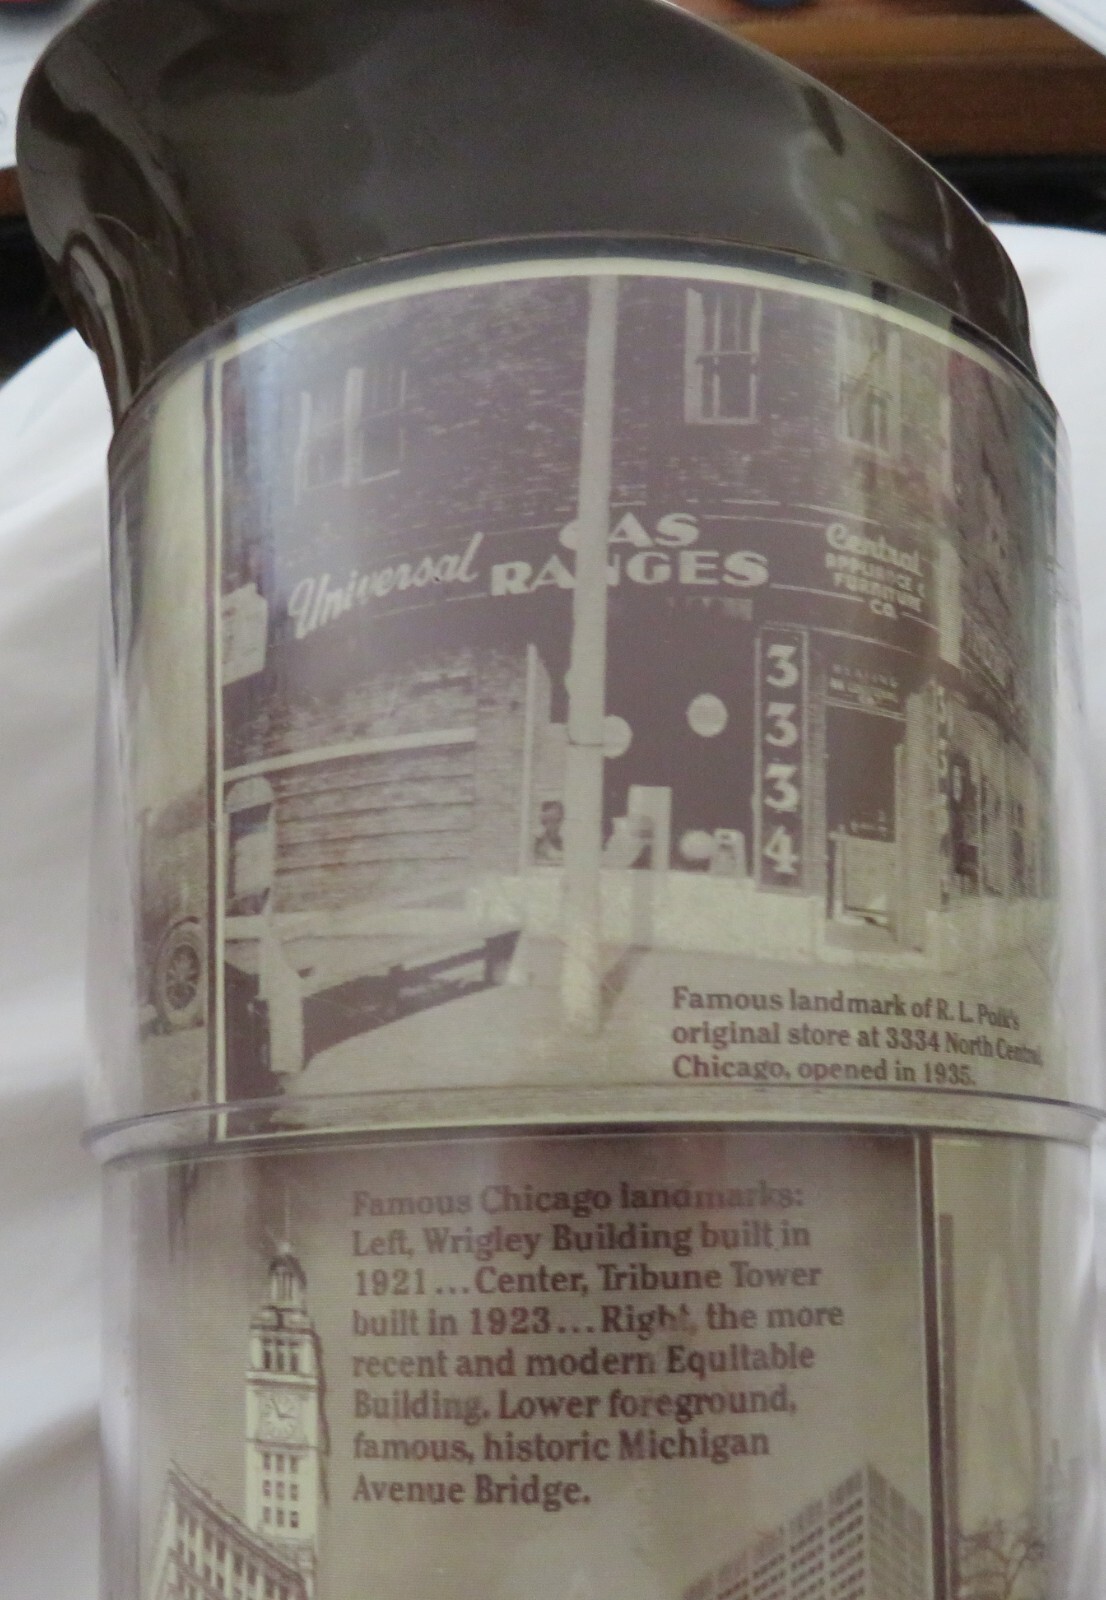 Universal GAS
RANGES
Central
APPLIANCE &
FURNITURE
CO.
3
3
3
4
Famous landmark of R. L. Polk's
original store at 3334 North Central,
Chicago, opened in 1935.
Famous Chicago landmarks:
Left, Wrigley Building built in
1921...Center, Tribune Tower
built in 1923...Right, the more
recent and modern Equitable
Building. Lower foreground,
famous, historic Michigan
Avenue Bridge.